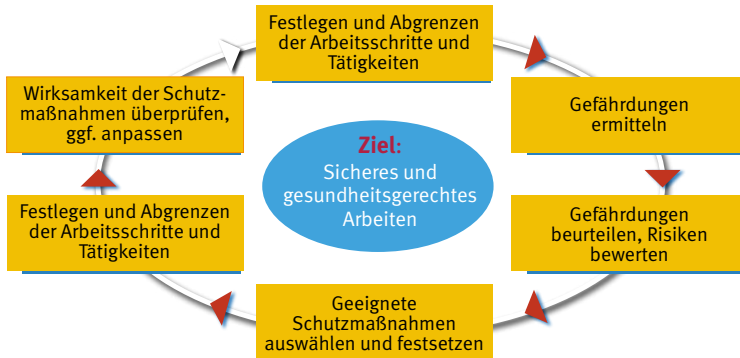 Festlegen und Abgrenzen
der Arbeitsschritte und
Tätigkeiten
Gefährdungen
ermitteln
Gefährdungen
beurteilen, Risiken
bewerten
Geeignete
Schutzmaßnahmen
auswählen und festsetzen
Festlegen und Abgrenzen
der Arbeitsschritte und
Tätigkeiten
Wirksamkeit der Schutz-
maßnahmen überprüfen,
ggf. anpassen
Ziel:
Sicheres und
gesundheitsgerechtes
Arbeiten